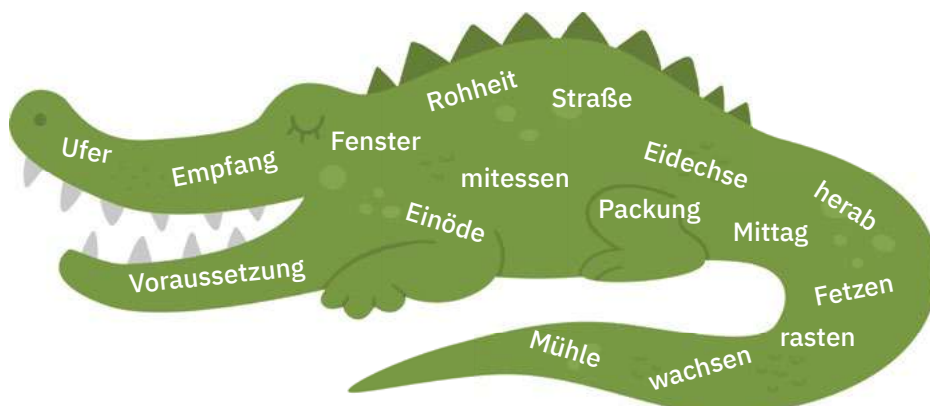 Rohheit
Straße
Ufer
Empfang
Fenster
Eidechse
mitessen
herab
Packung
Einöde
Mittag
Voraussetzung
Fetzen
rasten
Mühle
wachsen